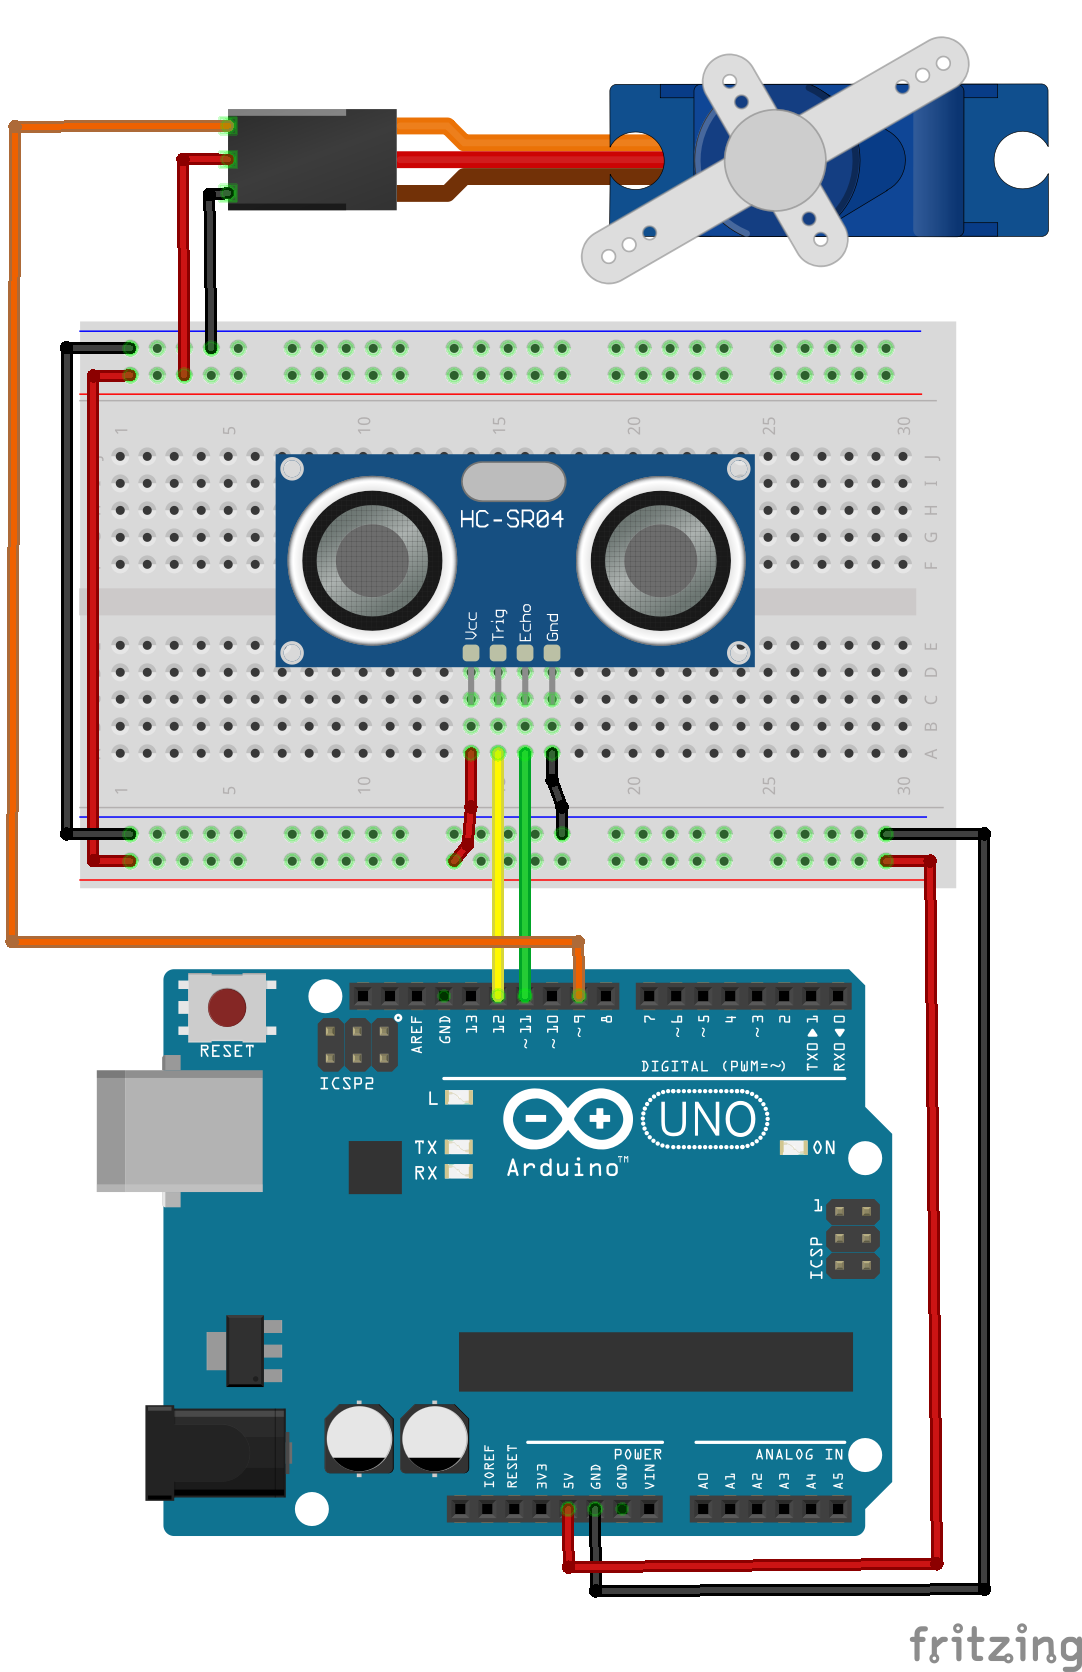 1 5 10 15 20 25 30
J J
I
H
G
F
HC-SR04
Vcc Trig Echo Gnd
E
D
C
B
A
1 5 10 20 25 30
RESET
ICSP2
AREF GND 13 12 ~11 ~10 ~9 8 7 ~6 ~5 4 ~3 2 TX0▶1 RX0◀0
DIGITAL (PWM=~)
L
TX
RX
UNO
Arduino™
ON
1
ICSP
POWER
ANALOG IN
IOREF RESET 3V3 5V GND GND VIN A0 A1 A2 A3 A4 A5
fritzing